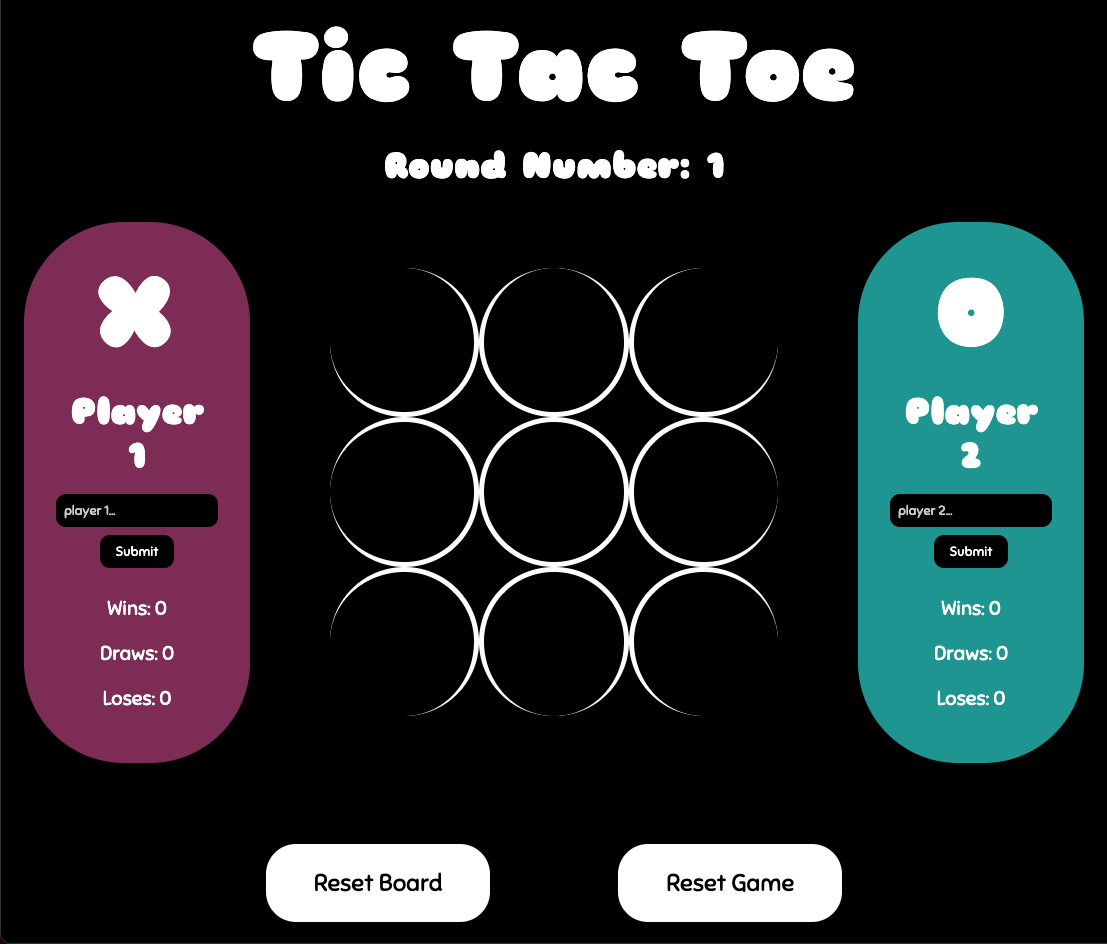 Tic Tac Toe
Round Number: 1
X
Player
1
player 1...
Submit
Wins: 0
Draws: 0
Loses: 0
O
Player
2
player 2...
Submit
Wins: 0
Draws: 0
Loses: 0
Reset Board
Reset Game